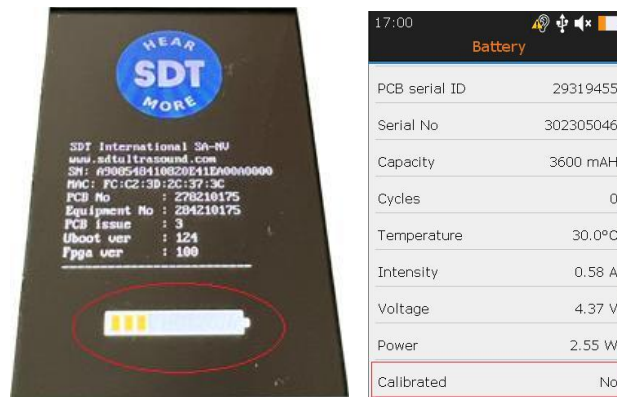 HEAR
SDT
MORE
SDT International SA-NV
www.sdtultrasound.com
SN: A908548410820E41EA00A0000
MAC: FC:C2:3D:2C:37:3C
PCB No : 278210175
Equipment No : 284210175
PCB issue : 3
Uboot ver : 124
Fpga ver : 100
17:00
Battery
PCB serial ID 29319455
Serial No 302305046
Capacity 3600 mAH
Cycles 0
Temperature 30.0°C
Intensity 0.58 A
Voltage 4.37 V
Power 2.55 W
Calibrated No